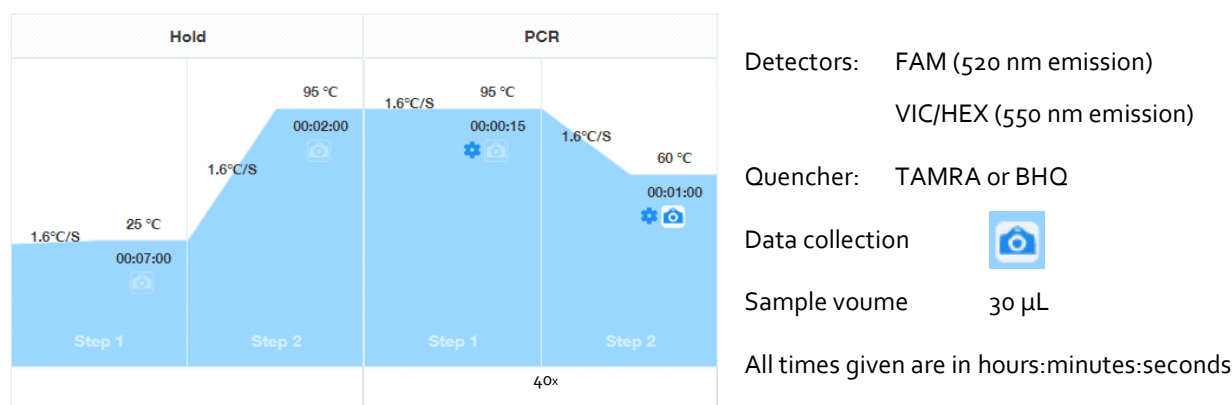 Hold
PCR
1.6°C/S
25 °C
00:07:00
Step 1
1.6°C/S
95 °C
00:02:00
Step 2
1.6°C/S
95 °C
00:00:15
Step 1
1.6°C/S
60 °C
00:01:00
Step 2
40x
Detectors: FAM (520 nm emission)
VIC/HEX (550 nm emission)
Quencher: TAMRA or BHQ
Data collection
Sample voume 30 µL
All times given are in hours:minutes:seconds